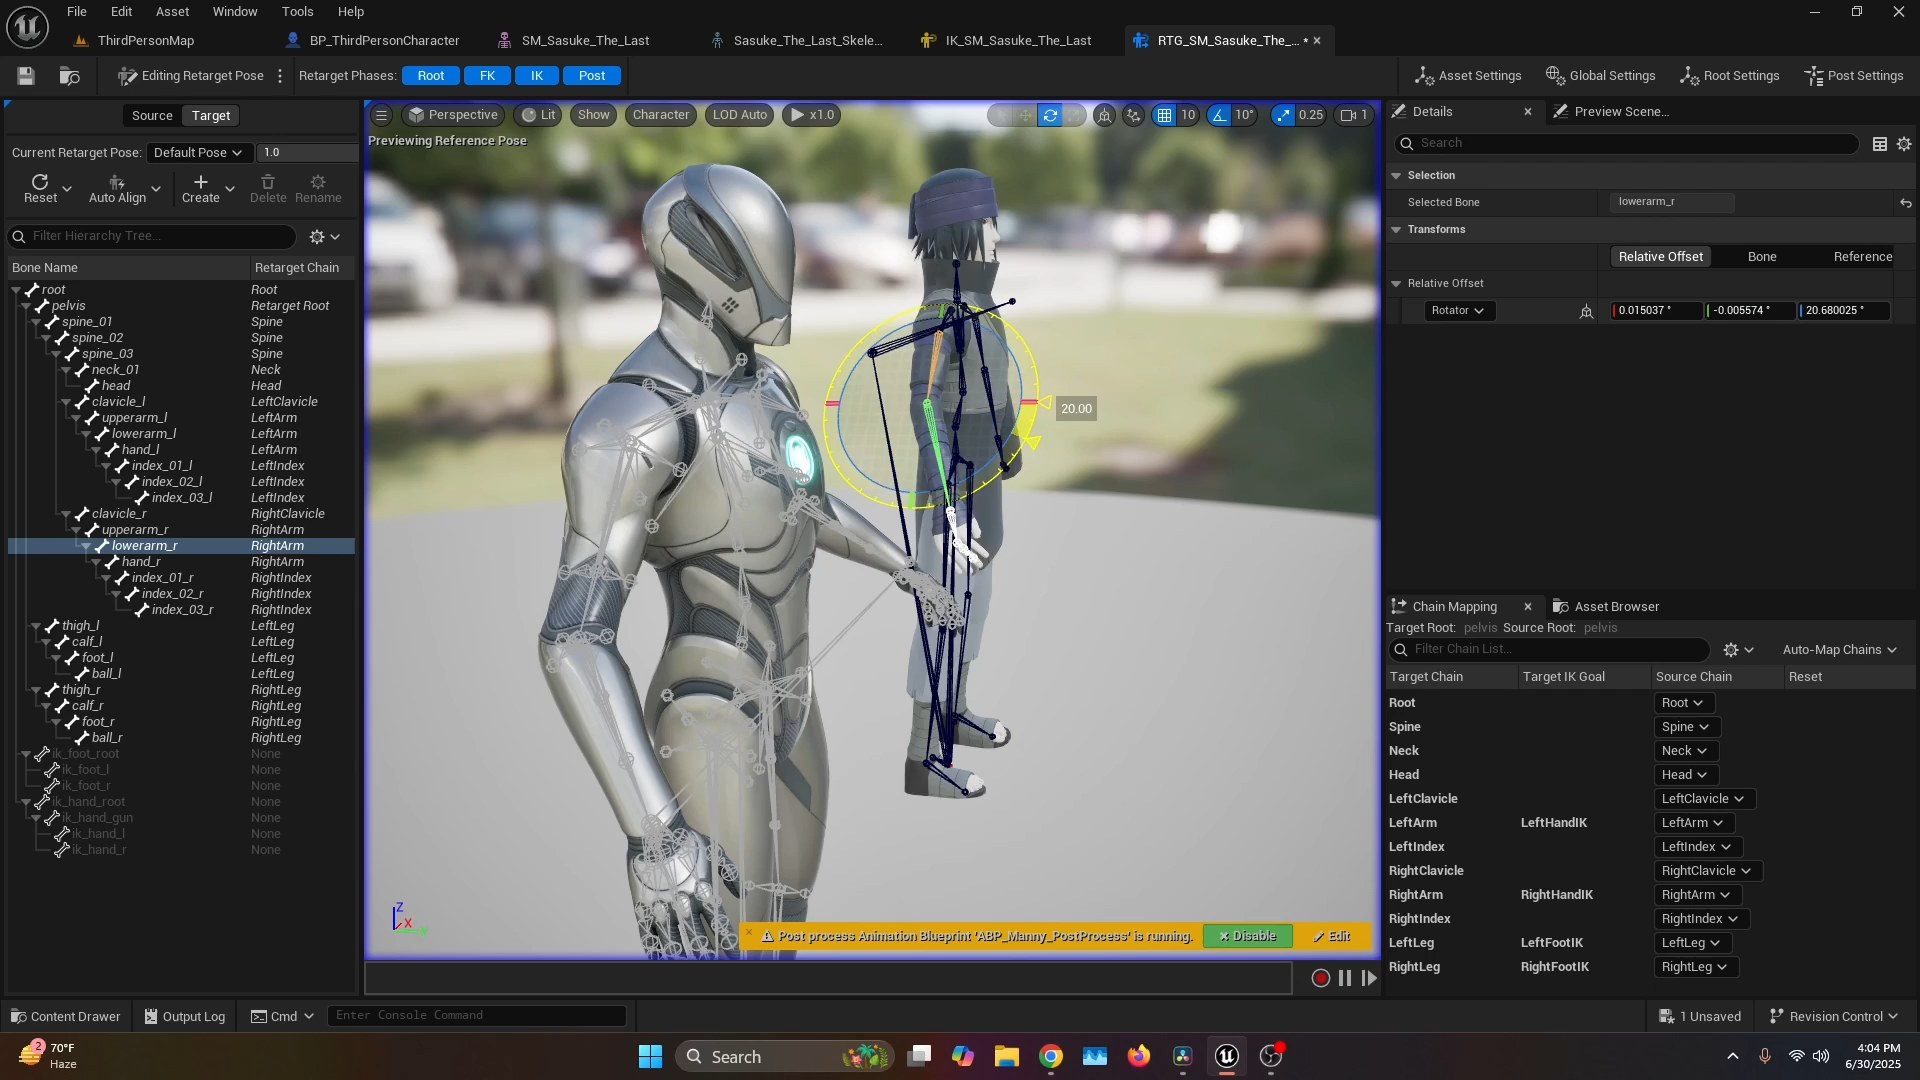 File Edit Asset Window Tools Help
ThirdPersonMap BP_ThirdPersonCharacter SM_Sasuke_The_Last Sasuke_The_Last_Skele... IK_SM_Sasuke_The_Last RTG_SM_Sasuke_The_... •
Editing Retarget Pose Retarget Phases: Root FK IK Post Asset Settings Global Settings Root Settings Post Settings
Source Target
Current Retarget Pose: Default Pose 1.0
Reset Auto Align Create Delete Rename
Filter Hierarchy Tree...
Bone Name Retarget Chain
root Root
pelvis Retarget Root
spine_01 Spine
spine_02 Spine
spine_03 Spine
neck_01 Neck
head Head
clavicle_l LeftClavicle
upperarm_l LeftArm
lowerarm_l LeftArm
hand_l LeftArm
index_01_l LeftIndex
index_02_l LeftIndex
index_03_l LeftIndex
clavicle_r RightClavicle
upperarm_r RightArm
lowerarm_r RightArm
hand_r RightArm
index_01_r RightIndex
index_02_r RightIndex
index_03_r RightIndex
thigh_l LeftLeg
calf_l LeftLeg
foot_l LeftLeg
ball_l LeftLeg
thigh_r RightLeg
calf_r RightLeg
foot_r RightLeg
ball_r RightLeg
ik_foot_root None
ik_foot_l None
ik_foot_r None
ik_hand_root None
ik_hand_gun None
ik_hand_l None
ik_hand_r None
Perspective Lit Show Character LOD Auto x1.0 10 10° 0.25 1
Previewing Reference Pose
20.00
Z
X
Post process Animation Blueprint 'ABP_Manny_PostProcess' is running. Disable Edit
Details Preview Scene...
Search
Selection
Selected Bone lowerarm_r
Transforms
Relative Offset Bone Reference
Relative Offset
Rotator 0.015037 ° -0.005574 ° 20.680025 °
Chain Mapping Asset Browser
Target Root: pelvis Source Root: pelvis
Filter Chain List... Auto-Map Chains
Target Chain Target IK Goal Source Chain Reset
Root Root
Spine Spine
Neck Neck
Head Head
LeftClavicle LeftClavicle
LeftArm LeftHandIK LeftArm
LeftIndex LeftIndex
RightClavicle RightClavicle
RightArm RightHandIK RightArm
RightIndex RightIndex
LeftLeg LeftFootIK LeftLeg
RightLeg RightFootIK RightLeg
Content Drawer Output Log Cmd Enter Console Command 1 Unsaved Revision Control
2 70°F
Haze
Search
4:04 PM
6/30/2025